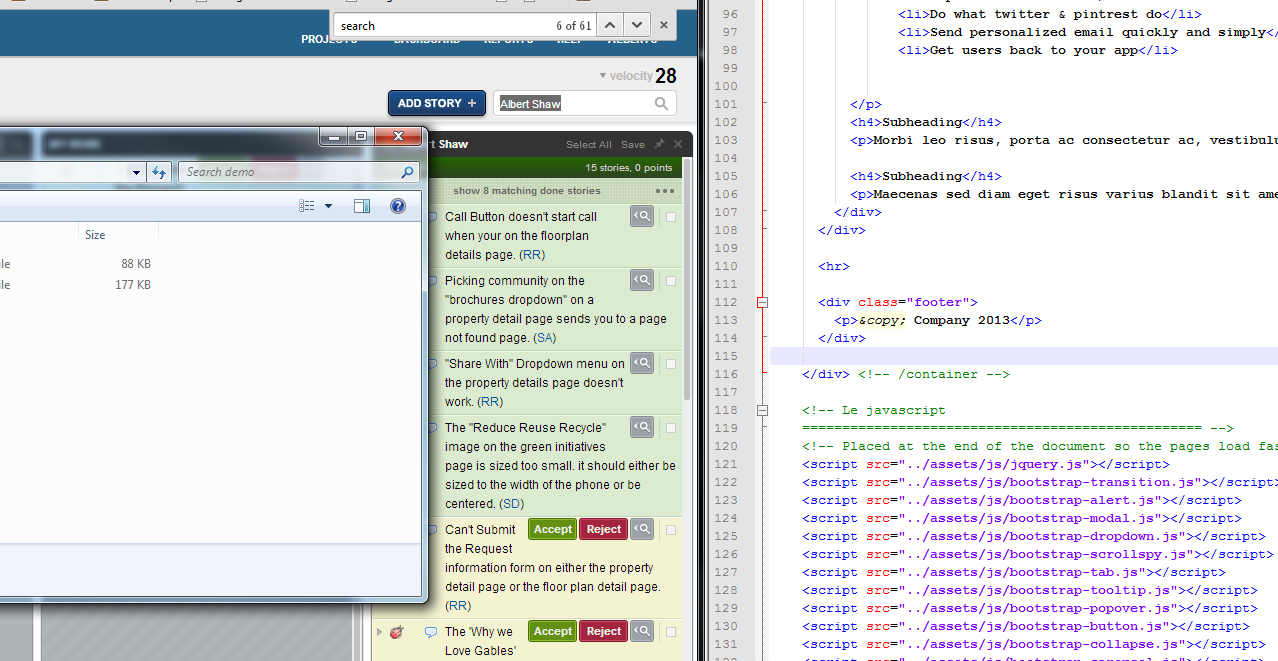 search
6 of 61
PROJECTS DASHBOARD REPORTS HELP ALBERTS
velocity 28
ADD STORY +
Albert Shaw
t Shaw
Select All Save
15 stories, 0 points
Search demo
show 8 matching done stories
Size
le 88 KB
ile 177 KB
Call Button doesn't start call
when your on the floorplan
details page. (RR)
Picking community on the
"brochures dropdown" on a
property detail page sends you to a page
not found page. (SA)
"Share With" Dropdown menu on
the property details page doesn't
work. (RR)
The "Reduce Reuse Recycle"
image on the green initiatives
page is sized too small. it should either be
sized to the width of the phone or be
centered. (SD)
Can't Submit Accept Reject
the Request
information form on either the property
detail page or the floor plan detail page.
(RR)
The 'Why we Accept Reject
Love Gables'
96 <li>Do what twitter & pintrest do</li>
97 <li>Send personalized email quickly and simply</
98 <li>Get users back to your app</li>
99
100
101 </p>
102 <h4>Subheading</h4>
103 <p>Morbi leo risus, porta ac consectetur ac, vestibulu
104
105 <h4>Subheading</h4>
106 <p>Maecenas sed diam eget risus varius blandit sit ame
107 </div>
108 </div>
109
110 <hr>
111
112 <div class="footer">
113 <p>&copy; Company 2013</p>
114 </div>
115
116 </div> <!-- /container -->
117
118 <!-- Le javascript
119 ================================================== -->
120 <!-- Placed at the end of the document so the pages load fas
121 <script src="../assets/js/jquery.js"></script>
122 <script src="../assets/js/bootstrap-transition.js"></script>
123 <script src="../assets/js/bootstrap-alert.js"></script>
124 <script src="../assets/js/bootstrap-modal.js"></script>
125 <script src="../assets/js/bootstrap-dropdown.js"></script>
126 <script src="../assets/js/bootstrap-scrollspy.js"></script>
127 <script src="../assets/js/bootstrap-tab.js"></script>
128 <script src="../assets/js/bootstrap-tooltip.js"></script>
129 <script src="../assets/js/bootstrap-popover.js"></script>
130 <script src="../assets/js/bootstrap-button.js"></script>
131 <script src="../assets/js/bootstrap-collapse.js"></script>